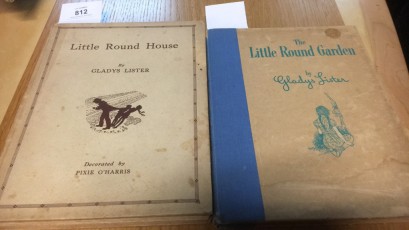 812
Little Round House
By
GLADYS LISTER
Decorated by
PIXIE O'HARRIS
The
Little Round Garden
by
Gladys Lister